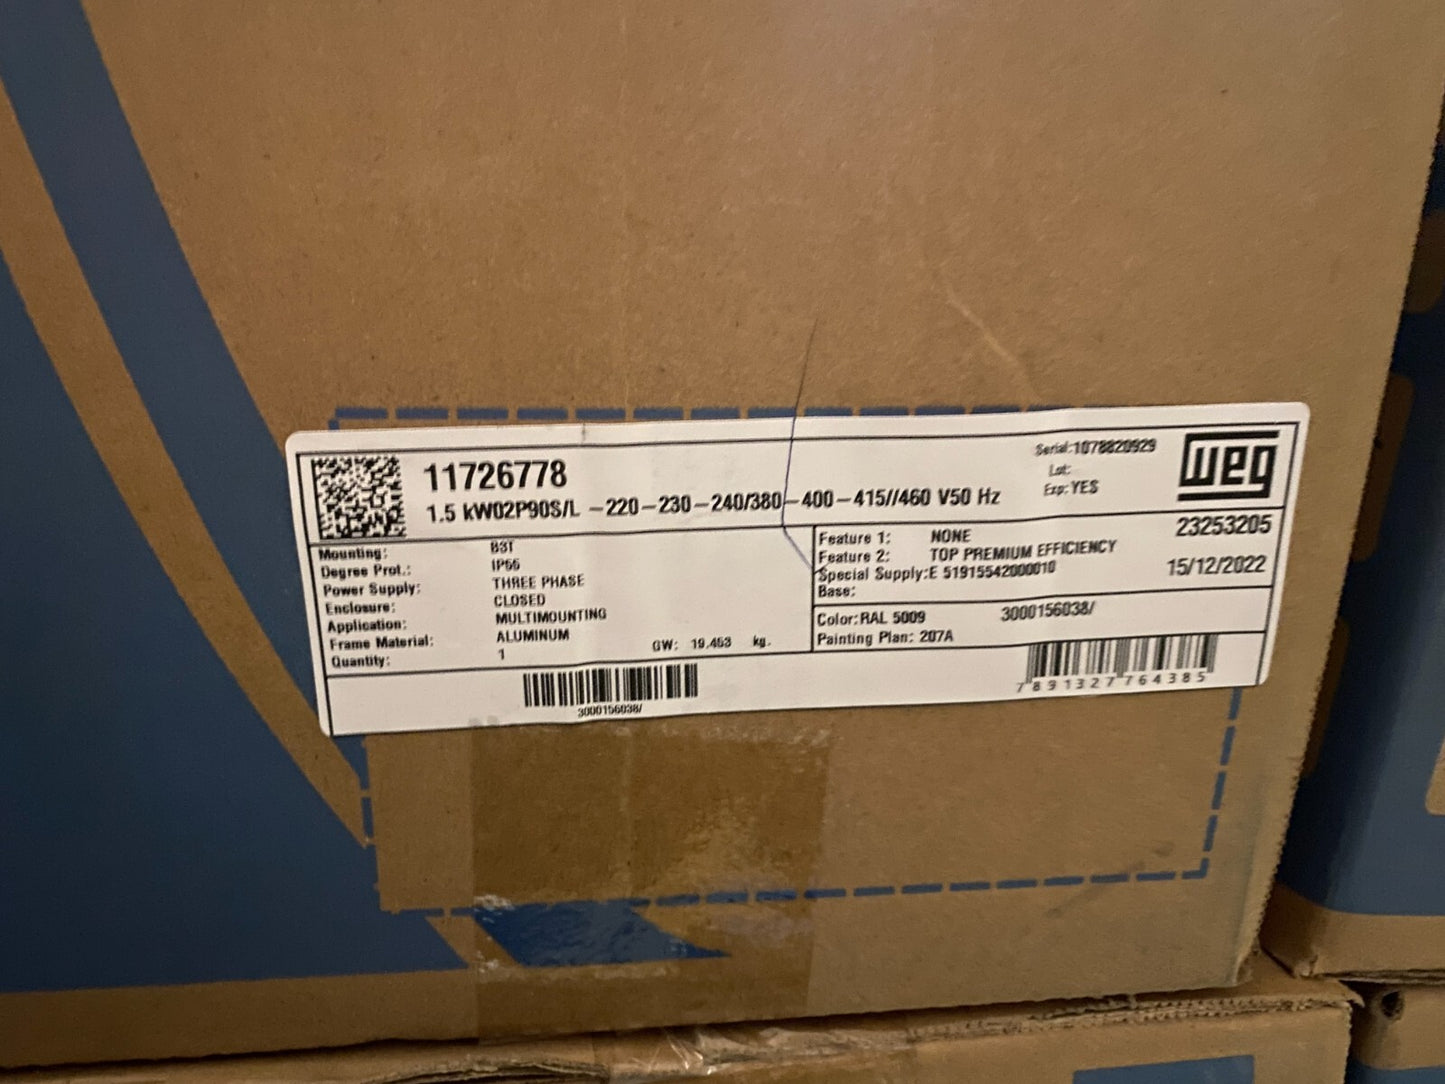 11726778
1.5 kW02P90S/L -220-230-240/380-400-415//460 V50 Hz
Serial:1078820929
Lot:
Exp: YES
WEG
Mounting: B3T
Degree Prot.: IP55
Power Supply: THREE PHASE
Enclosure: CLOSED
Application: MULTIMOUNTING
Frame Material: ALUMINUM
Quantity: 1
GW: 19.453 kg.
Feature 1: NONE
Feature 2: TOP PREMIUM EFFICIENCY
Special Supply:E 51915542000010
Base:
23253205
15/12/2022
Color:RAL 5009 3000156038/
Painting Plan: 207A
3000156038/
7891327764385